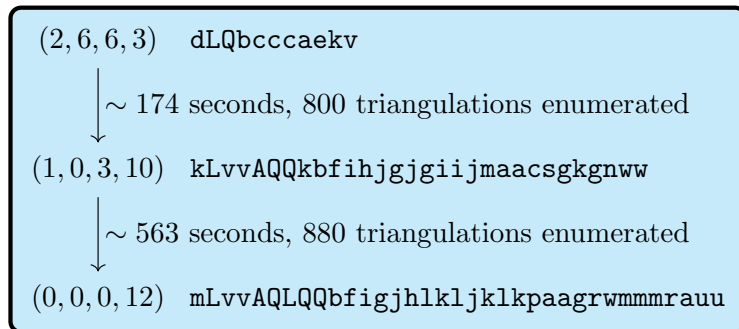 (2, 6, 6, 3) dLQbcccaekv
∼ 174 seconds, 800 triangulations enumerated
(1, 0, 3, 10) kLvvAQQkbfihjgjgiijmaacsgkgnww
∼ 563 seconds, 880 triangulations enumerated
(0, 0, 0, 12) mLvvAQLQQbfigjhlkljklkpaagrwmmmrauu